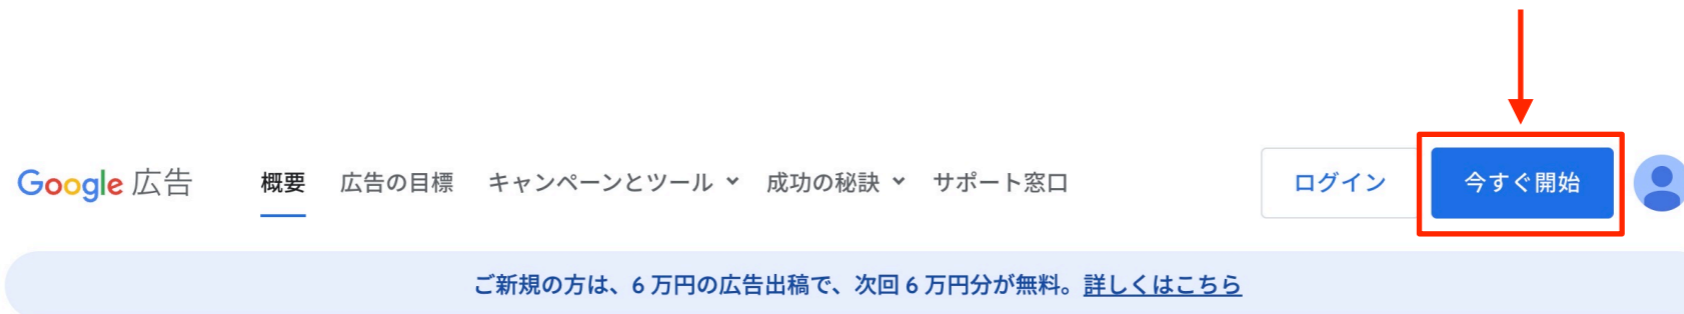 Google 広告 概要 広告の目標 キャンペーンとツール 成功の秘訣 サポート窓口 ログイン 今すぐ開始
ご新規の方は、6 万円の広告出稿で、次回 6 万円分が無料。詳しくはこちら